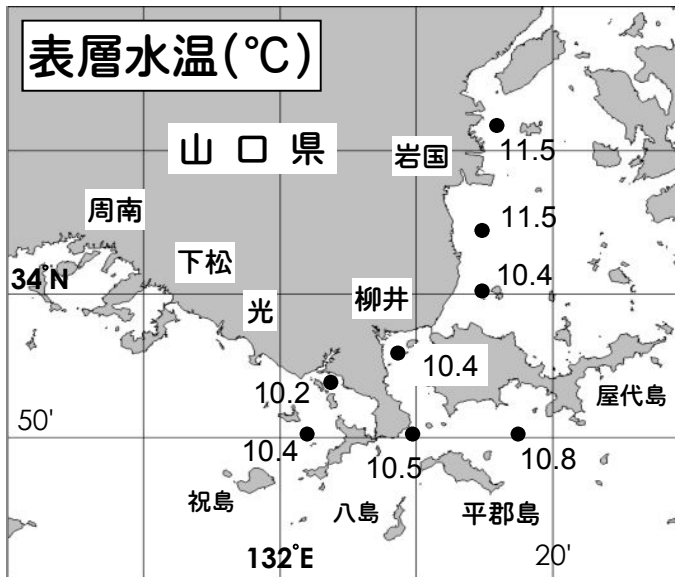 表層水温(℃)
山口県
岩国
11.5
周南
11.5
下松
34°N
10.4
光
柳井
10.4
10.2
屋代島
50'
10.4
10.5
10.8
祝島
八島
平郡島
132°E
20'